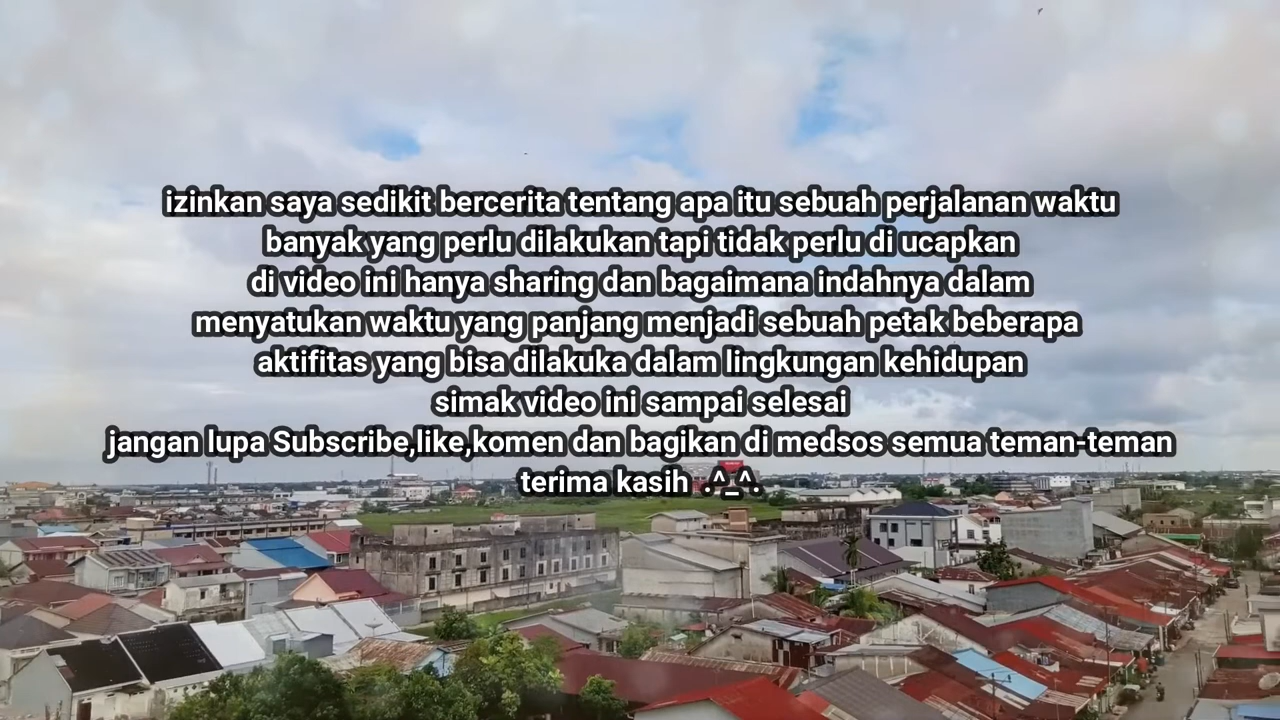 izinkan saya sedikit bercerita tentang apa itu sebuah perjalanan waktu
banyak yang perlu dilakukan tapi tidak perlu di ucapkan
di video ini hanya sharing dan bagaimana indahnya dalam
menyatukan waktu yang panjang menjadi sebuah petak beberapa
aktifitas yang bisa dilakuka dalam lingkungan kehidupan
simak video ini sampai selesai
jangan lupa Subscribe,like,komen dan bagikan di medsos semua teman-teman
terima kasih .^_^.